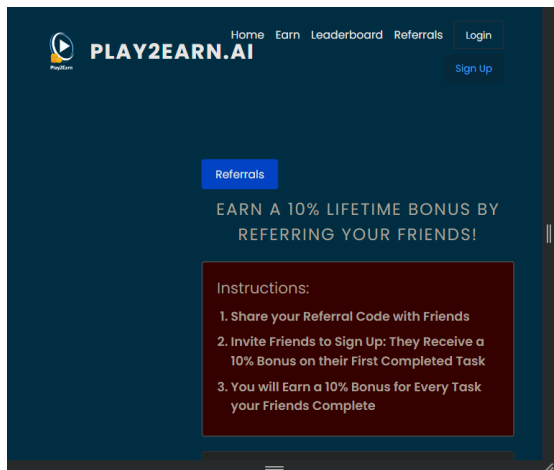 Home Earn Leaderboard Referrals Login
PLAY2EARN.AI
Play2Earn
Sign Up
Referrals
EARN A 10% LIFETIME BONUS BY
REFERRING YOUR FRIENDS!
Instructions:
1. Share your Referral Code with Friends
2. Invite Friends to Sign Up: They Receive a
10% Bonus on their First Completed Task
3. You will Earn a 10% Bonus for Every Task
your Friends Complete